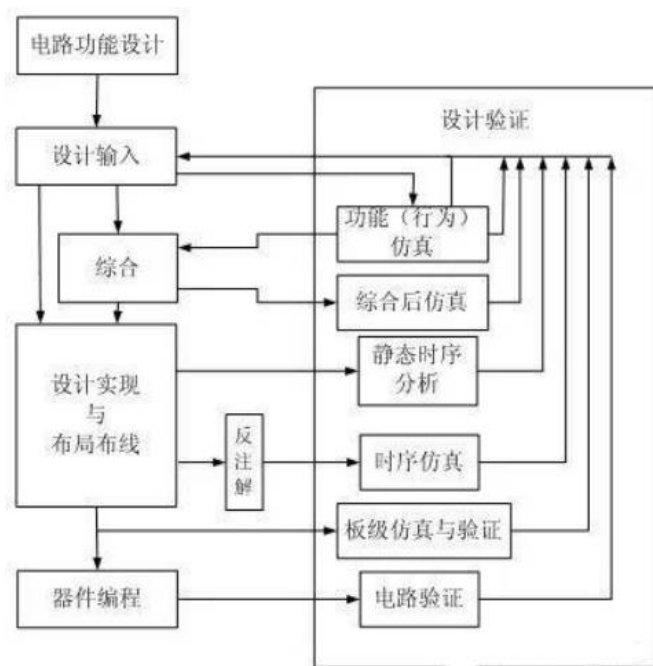 电路功能设计
设计验证
设计输入
功能（行为）
仿真
综合
综合后仿真
静态时序
分析
设计实现
与
布局布线
反
注
解
时序仿真
板级仿真与验证
器件编程
电路验证